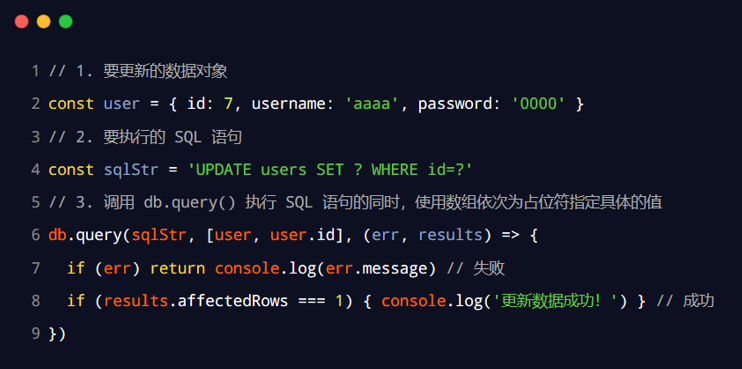 1 // 1. 要更新的数据对象
2 const user = { id: 7, username: 'aaaa', password: '0000' }
3 // 2. 要执行的 SQL 语句
4 const sqlStr = 'UPDATE users SET ? WHERE id=?'
5 // 3. 调用 db.query() 执行 SQL 语句的同时，使用数组依次为占位符指定具体的值
6 db.query(sqlStr, [user, user.id], (err, results) => {
7   if (err) return console.log(err.message) // 失败
8   if (results.affectedRows === 1) { console.log('更新数据成功！') } // 成功
9 })